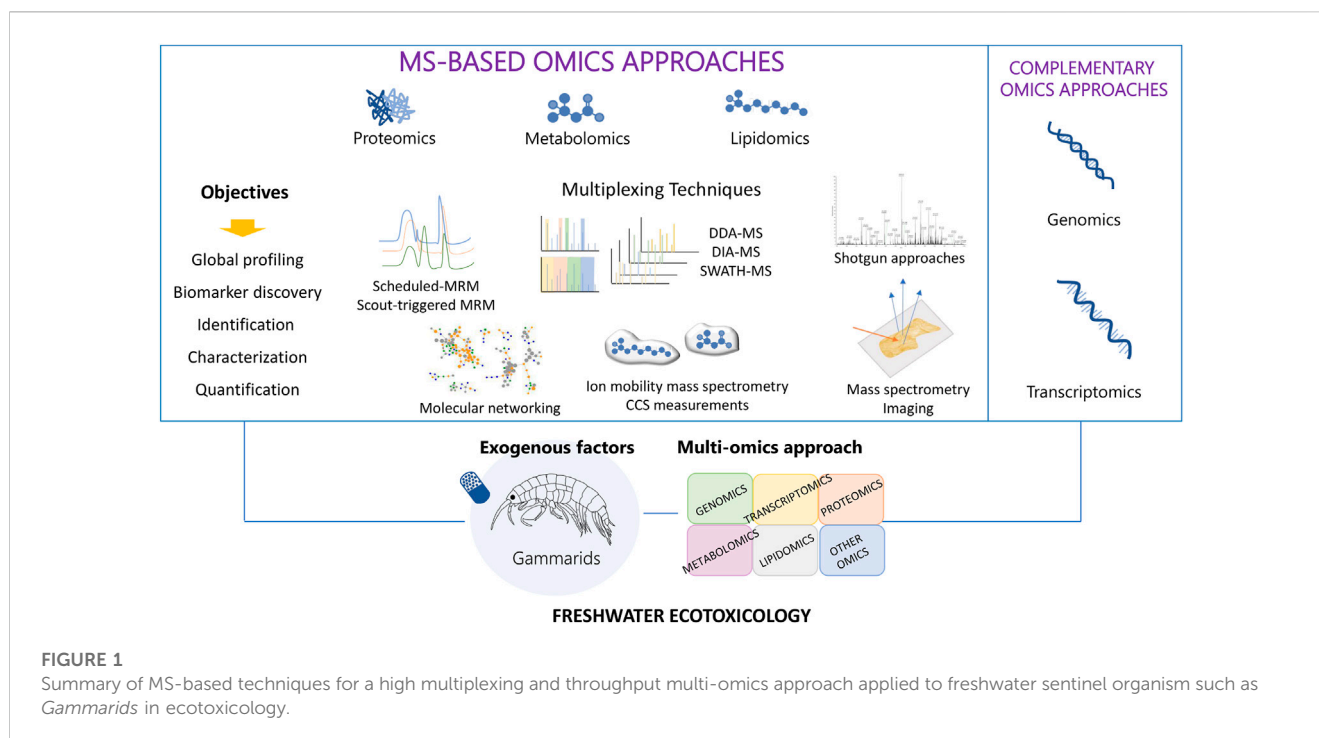 MS-BASED OMICS APPROACHES
Proteomics
Metabolomics
Lipidomics
Objectives
Global profiling
Biomarker discovery
Identification
Characterization
Quantification
Multiplexing Techniques
Scheduled-MRM
Scout-triggered MRM
DDA-MS
DIA-MS
SWATH-MS
Shotgun approaches
Molecular networking
Ion mobility mass spectrometry
CCS measurements
Mass spectrometry
Imaging
COMPLEMENTARY
OMICS APPROACHES
Genomics
Transcriptomics
Exogenous factors
Gammarids
Multi-omics approach
GENOMICS
TRANSCRIPTOMICS
PROTEOMICS
METABOLOMICS
LIPIDOMICS
OTHER
OMICS
FRESHWATER ECOTOXICOLOGY
FIGURE 1
Summary of MS-based techniques for a high multiplexing and throughput multi-omics approach applied to freshwater sentinel organism such as
Gammarids in ecotoxicology.